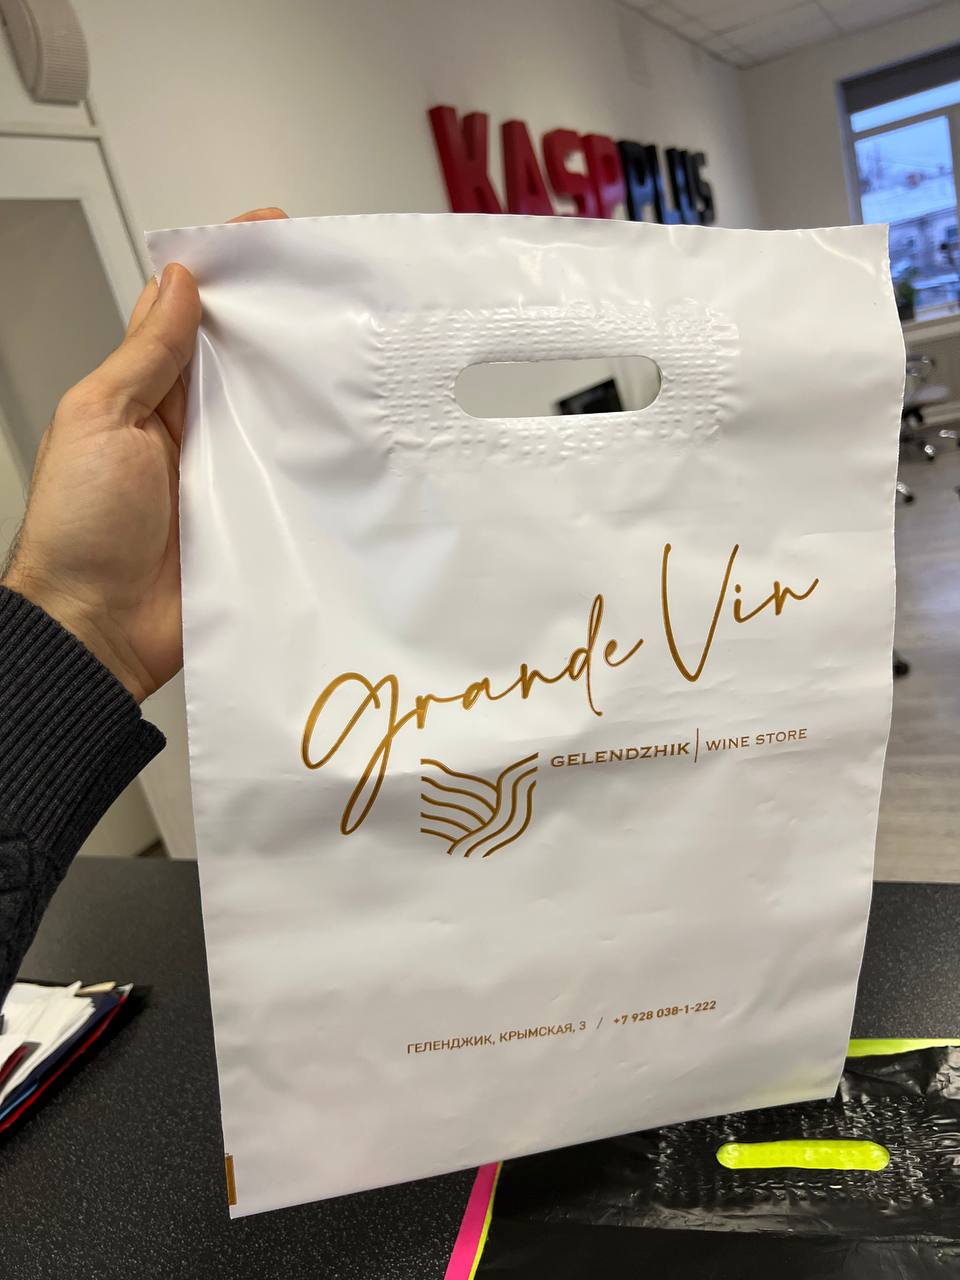 KASPPLUS
Grande Vin
GELENDZHIK | WINE STORE
ГЕЛЕНДЖИК, КРЫМСКАЯ, 3 / +7 928 038-1-222